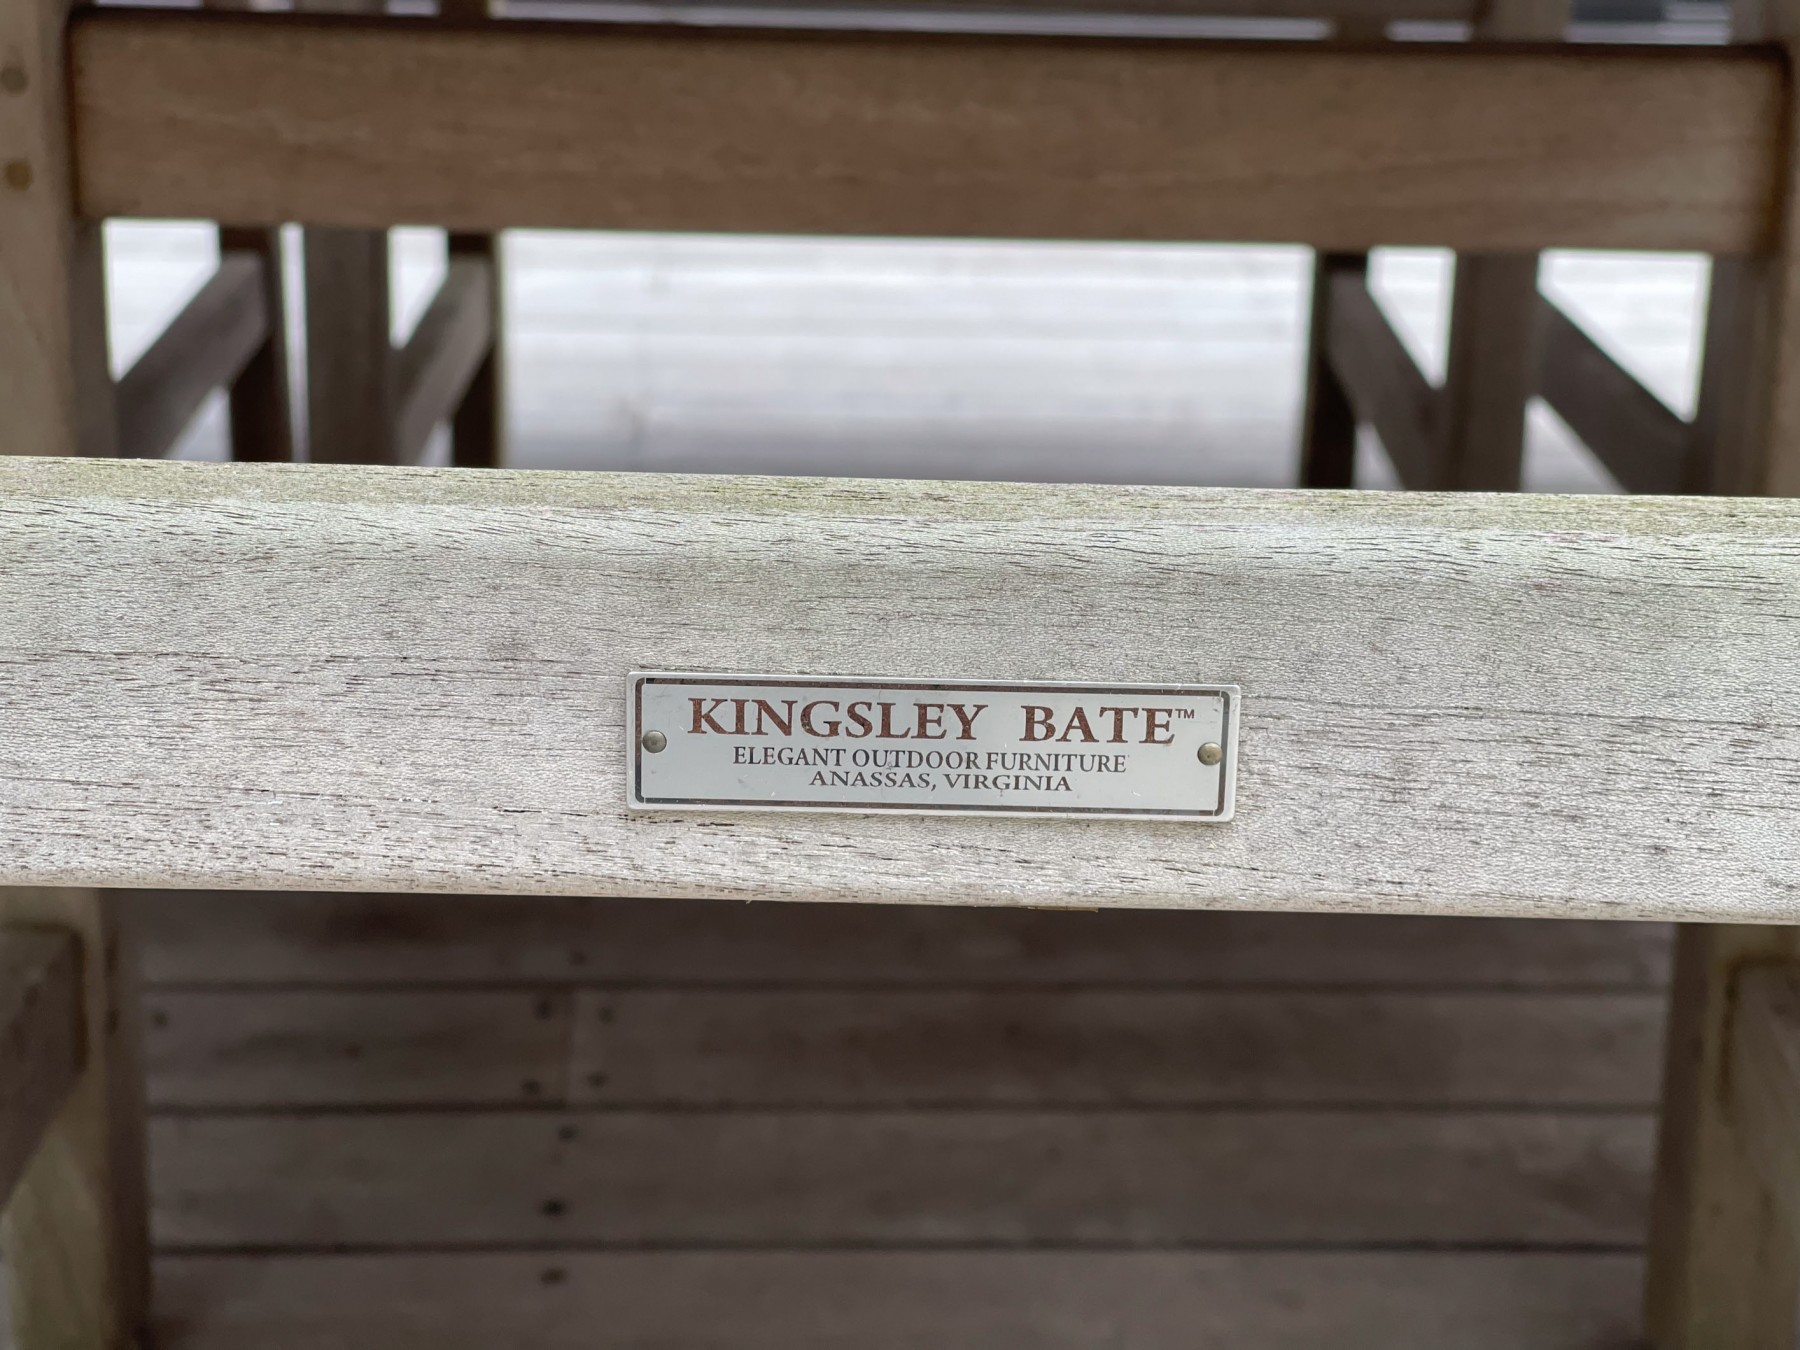 KINGSLEY BATE™
ELEGANT OUTDOOR FURNITURE
ANASSAS, VIRGINIA